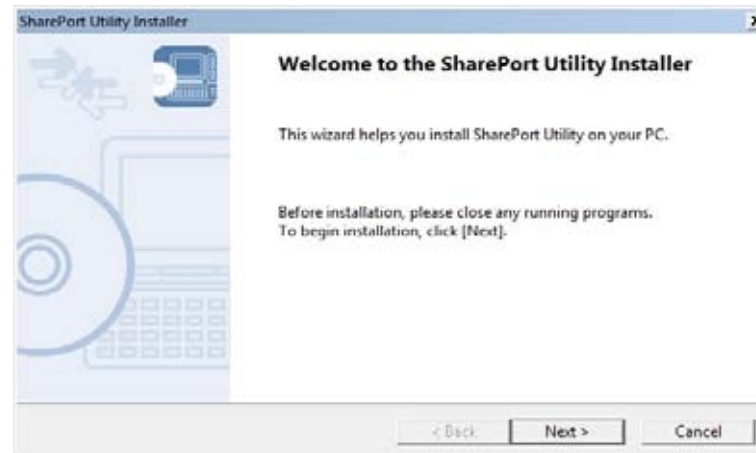 SharePort Utility Installer
Welcome to the SharePort Utility Installer
This wizard helps you install SharePort Utility on your PC.
Before installation, please close any running programs.
To begin installation, click [Next].
< Back
Next >
Cancel